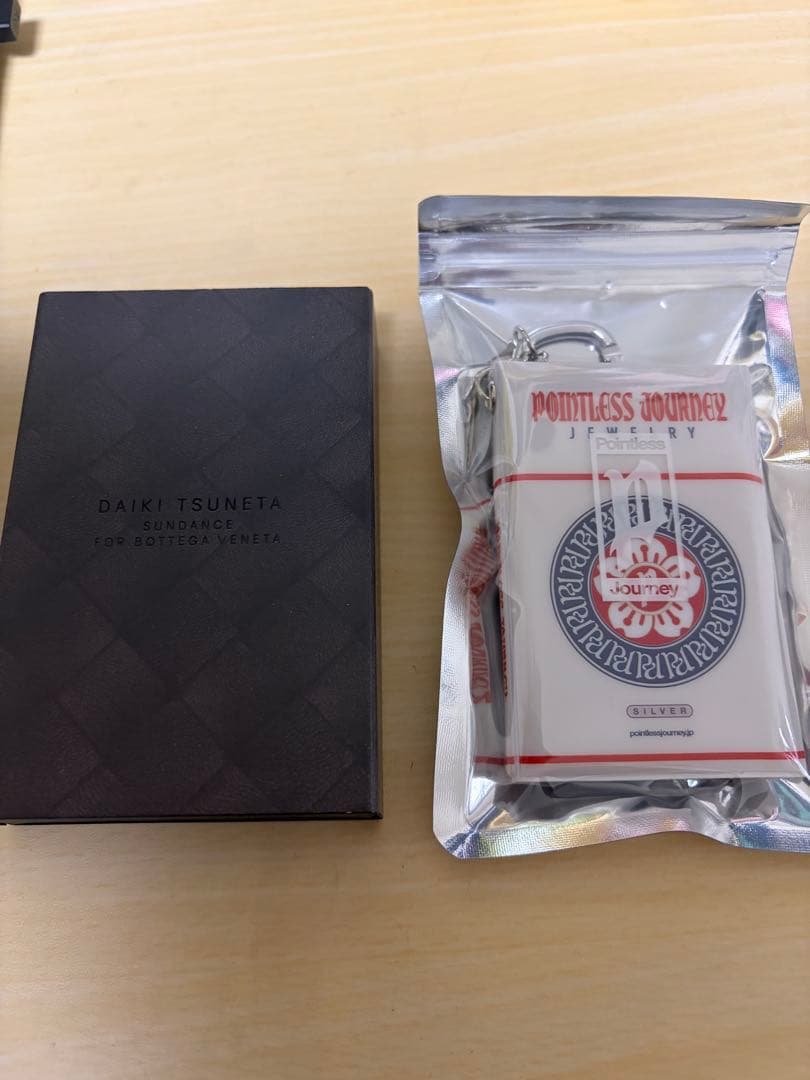 DAIKI TSUNETA
SUNDANCE
FOR BOTTEGA VENETA
POINTLESS JOURNEY
JEWELRY
Pointless
P
Journey
SILVER
pointlessjourney.jp